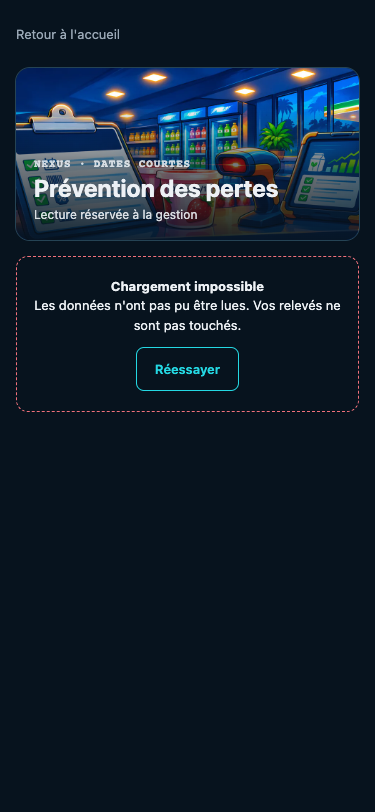 Retour à l'accueil
NEXUS · DATES COURTES
Prévention des pertes
Lecture réservée à la gestion
Chargement impossible
Les données n'ont pas pu être lues. Vos relevés ne
sont pas touchés.
Réessayer